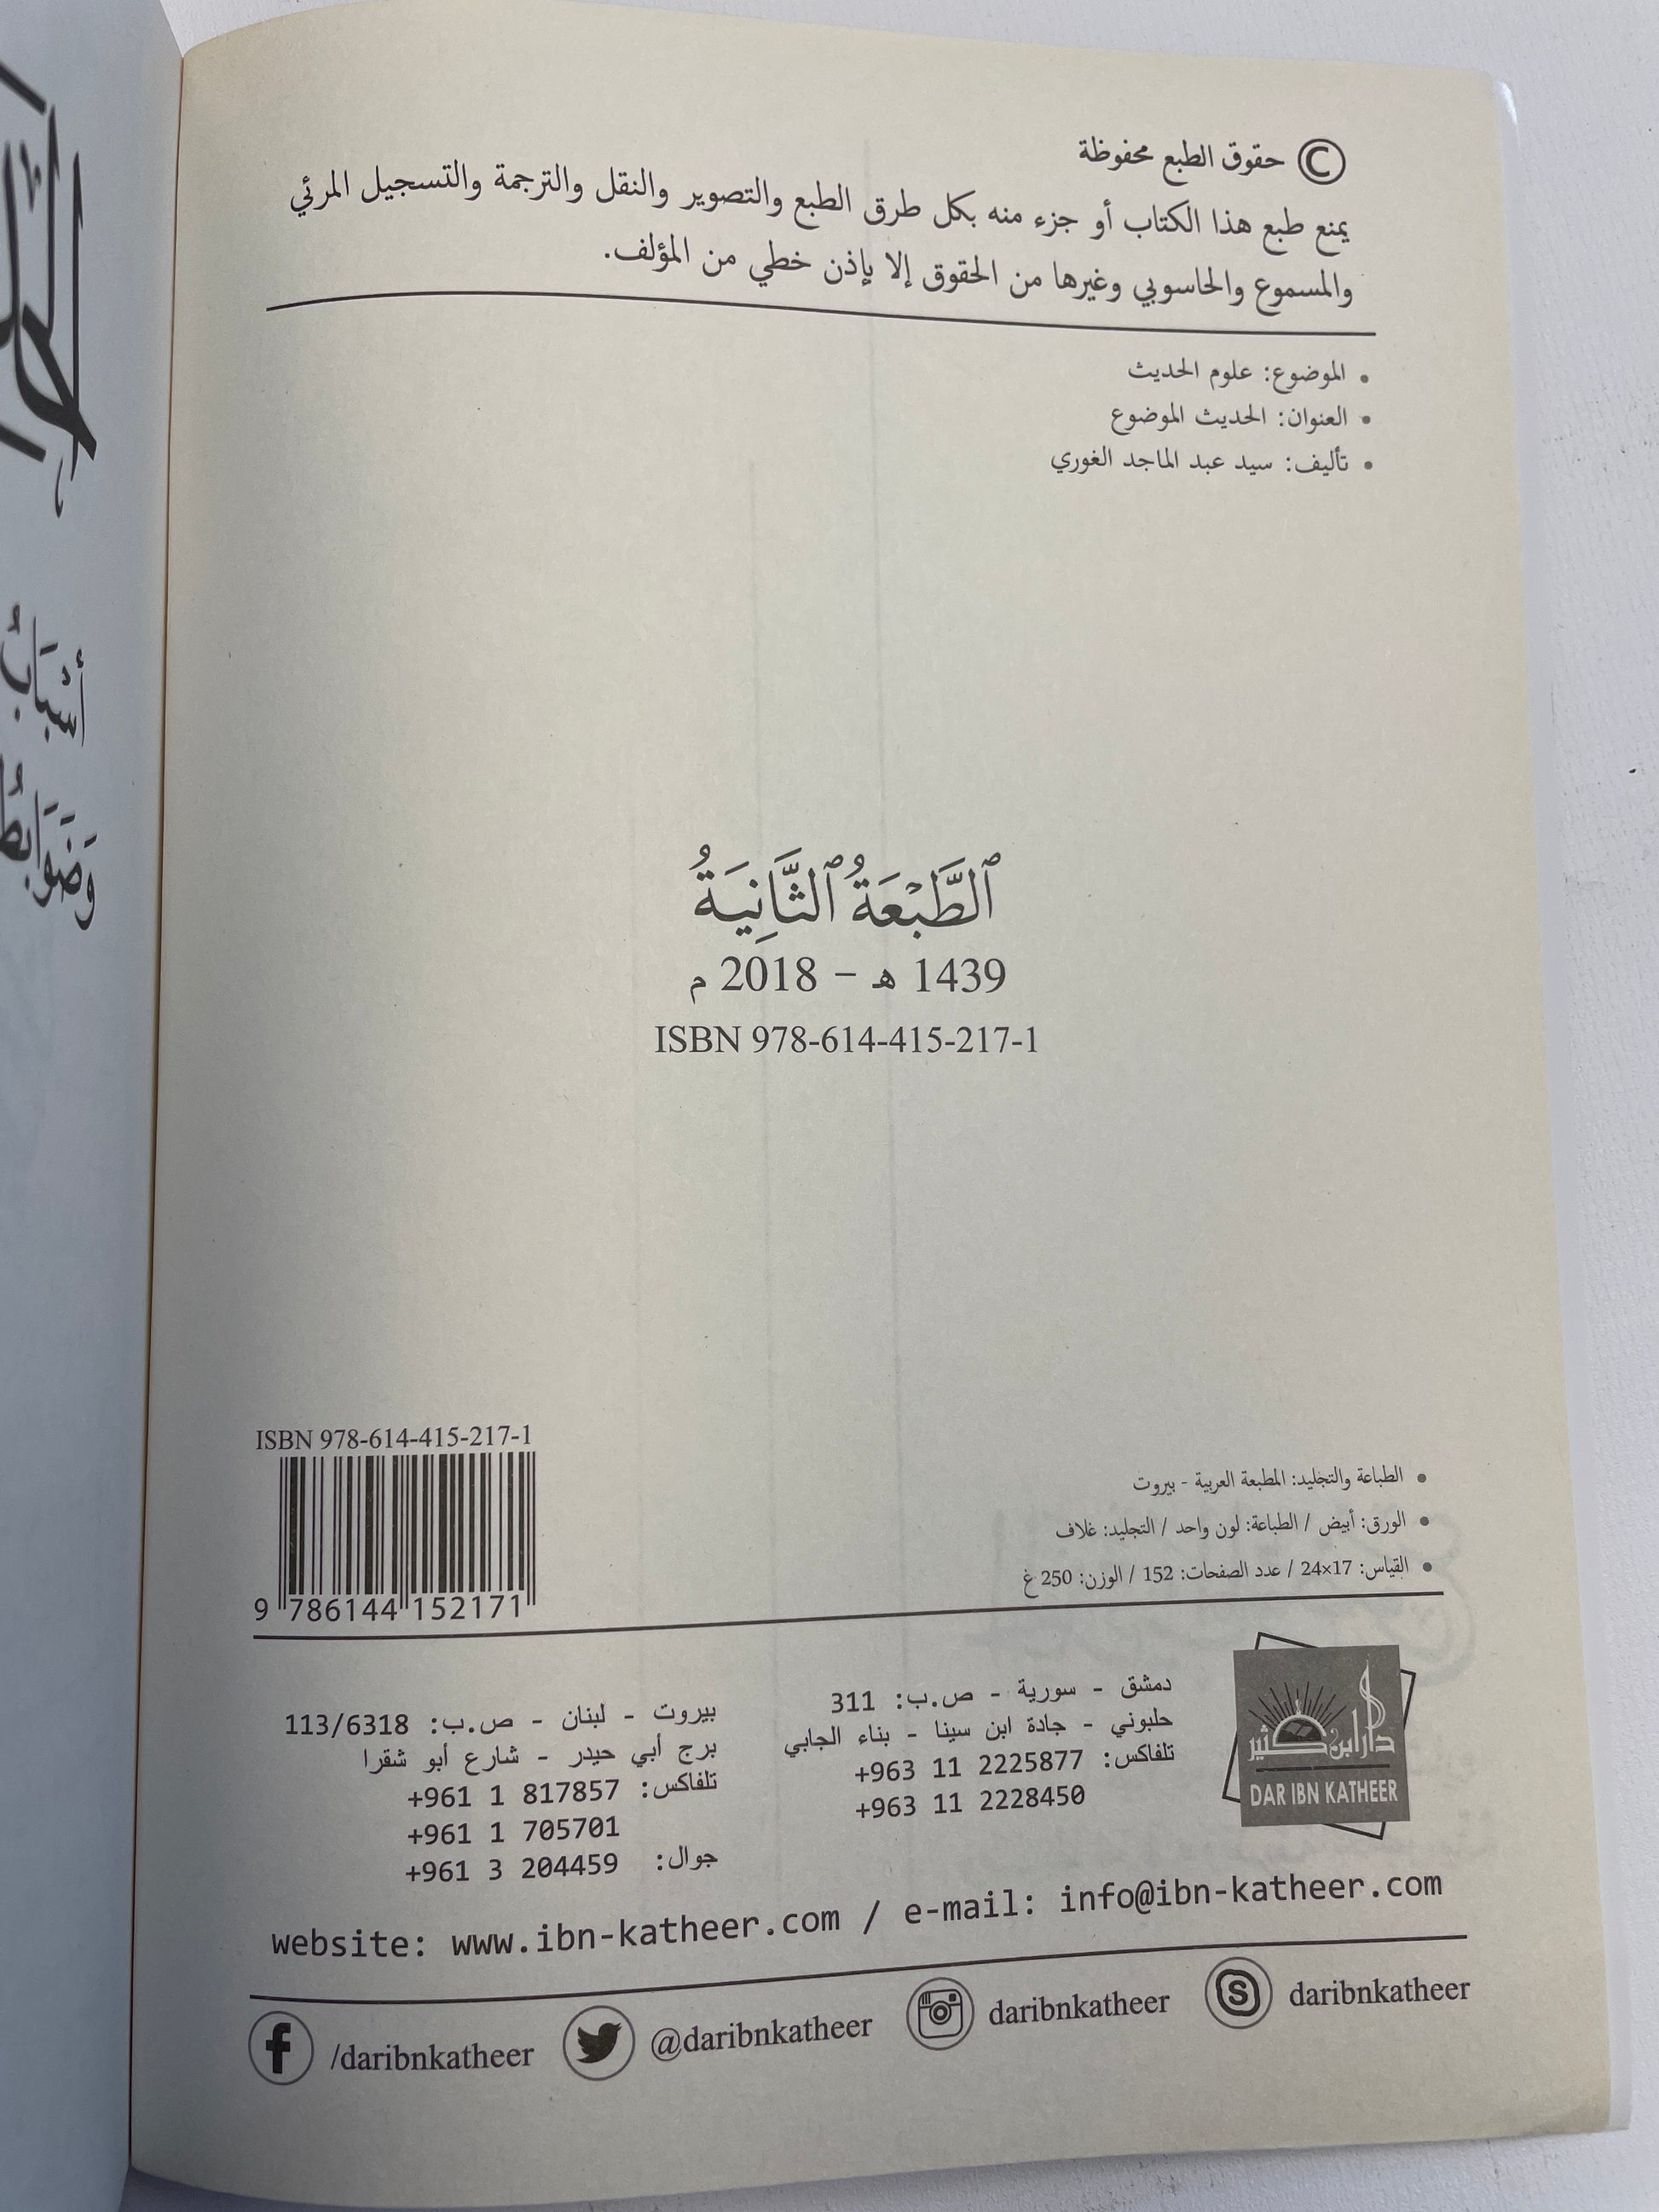 © حقوق الطبع محفوظة
يمنع طبع هذا الكتاب أو جزء منه بكل طرق الطبع والتصوير والنقل والترجمة والتسجيل المرئي
والمسموع والحاسوبي وغيرها من الحقوق إلا بإذن خطي من المؤلف.
• الموضوع: علوم الحديث
• العنوان: الحديث الموضوع
• تأليف: سيد عبد الماجد الغوري
ٱلطَّبْعَةُ ٱلثَّانِيَةُ
1439 ه - 2018 م
ISBN 978-614-415-217-1
• الطباعة والتجليد: المطبعة العربية - بيروت
• الورق: أبيض / الطباعة: لون واحد / التجليد: غلاف
• القياس: 17×24 / عدد الصفحات: 152 / الوزن: 250 غ
ISBN 978-614-415-217-1
9 786144 152171
دار ابن كثير
DAR IBN KATHEER
دمشق - سورية - ص.ب: 311
حلبوني - جادة ابن سينا - بناء الجابي
تلفاكس: +963 11 2225877
+963 11 2228450
بيروت - لبنان - ص.ب: 113/6318
برج أبي حيدر - شارع أبو شقرا
تلفاكس: +961 1 817857
+961 1 705701
جوال: +961 3 204459
website: www.ibn-katheer.com / e-mail: info@ibn-katheer.com
/daribnkatheer @daribnkatheer daribnkatheer daribnkatheer
أَسْبَابُ